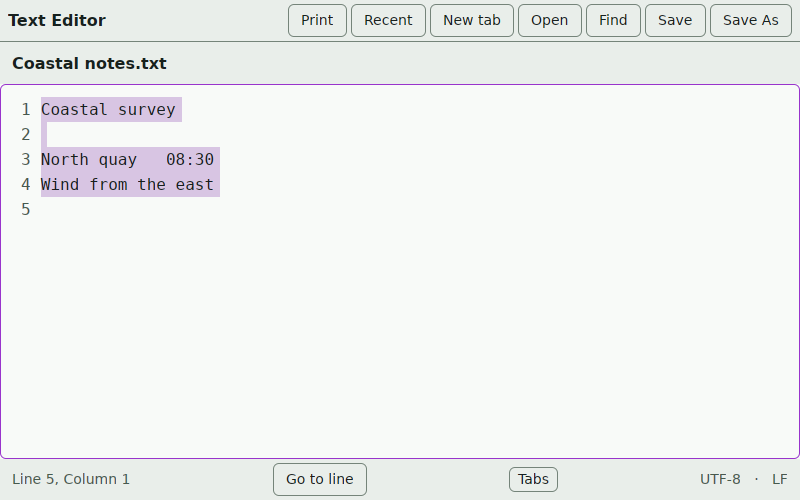 Text Editor Print Recent New tab Open Find Save Save As
Coastal notes.txt
1 Coastal survey
2
3 North quay   08:30
4 Wind from the east
5
Line 5, Column 1 Go to line Tabs UTF-8 · LF